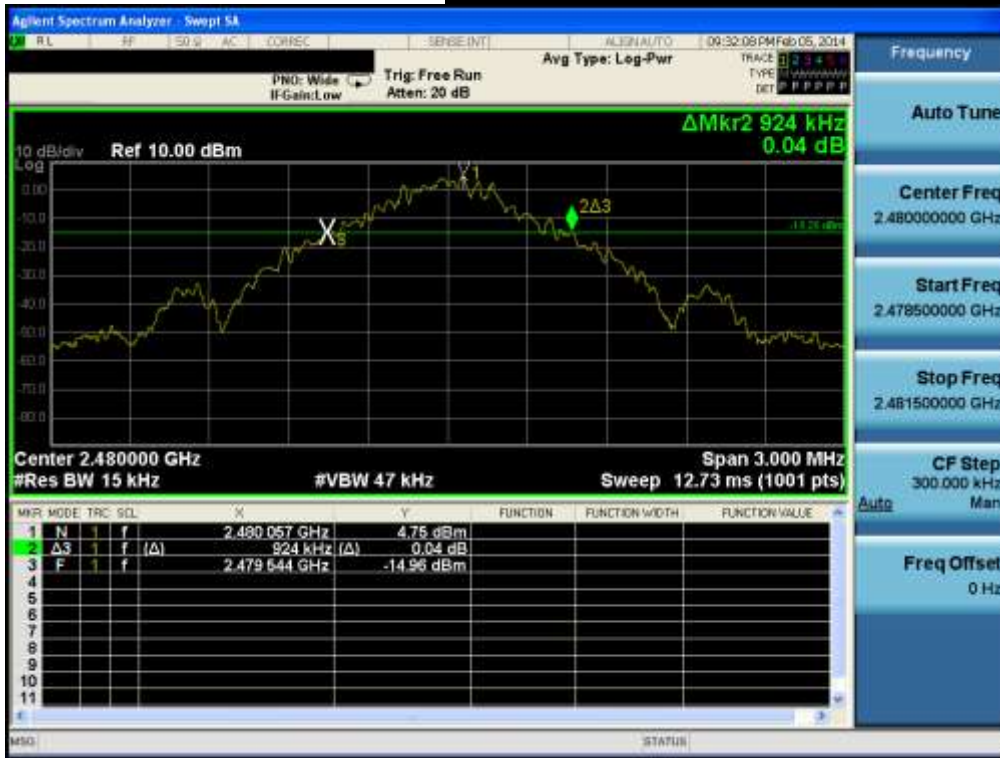 Agilent Spectrum Analyzer - Swept SA
RL RF 50 Ω AC CORREC SENSE:INT ALIGNAUTO 09:32:08 PM Feb 05, 2014
Avg Type: Log-Pwr TRACE 1 2 3 4 5 6
PNO: Wide Trig: Free Run TYPE
IFGain:Low Atten: 20 dB DET P P P P P P
Frequency
ΔMkr2 924 kHz
0.04 dB
10 dB/div Ref 10.00 dBm
Log
0.00
-10.0
-20.0
-30.0
-40.0
-50.0
-60.0
-70.0
-80.0
1
2Δ3
3
Center 2.480000 GHz Span 3.000 MHz
#Res BW 15 kHz #VBW 47 kHz Sweep 12.73 ms (1001 pts)
MKR MODE TRC SCL X Y FUNCTION FUNCTION WIDTH FUNCTION VALUE
1 N 1 f 2.480 057 GHz 4.75 dBm
2 Δ3 1 f (Δ) 924 kHz (Δ) 0.04 dB
3 F 1 f 2.479 544 GHz -14.96 dBm
4
5
6
7
8
9
10
11
MSG STATUS
Auto Tune
Center Freq
2.480000000 GHz
Start Freq
2.478500000 GHz
Stop Freq
2.481500000 GHz
CF Step
300.000 kHz
Auto Man
Freq Offset
0 Hz